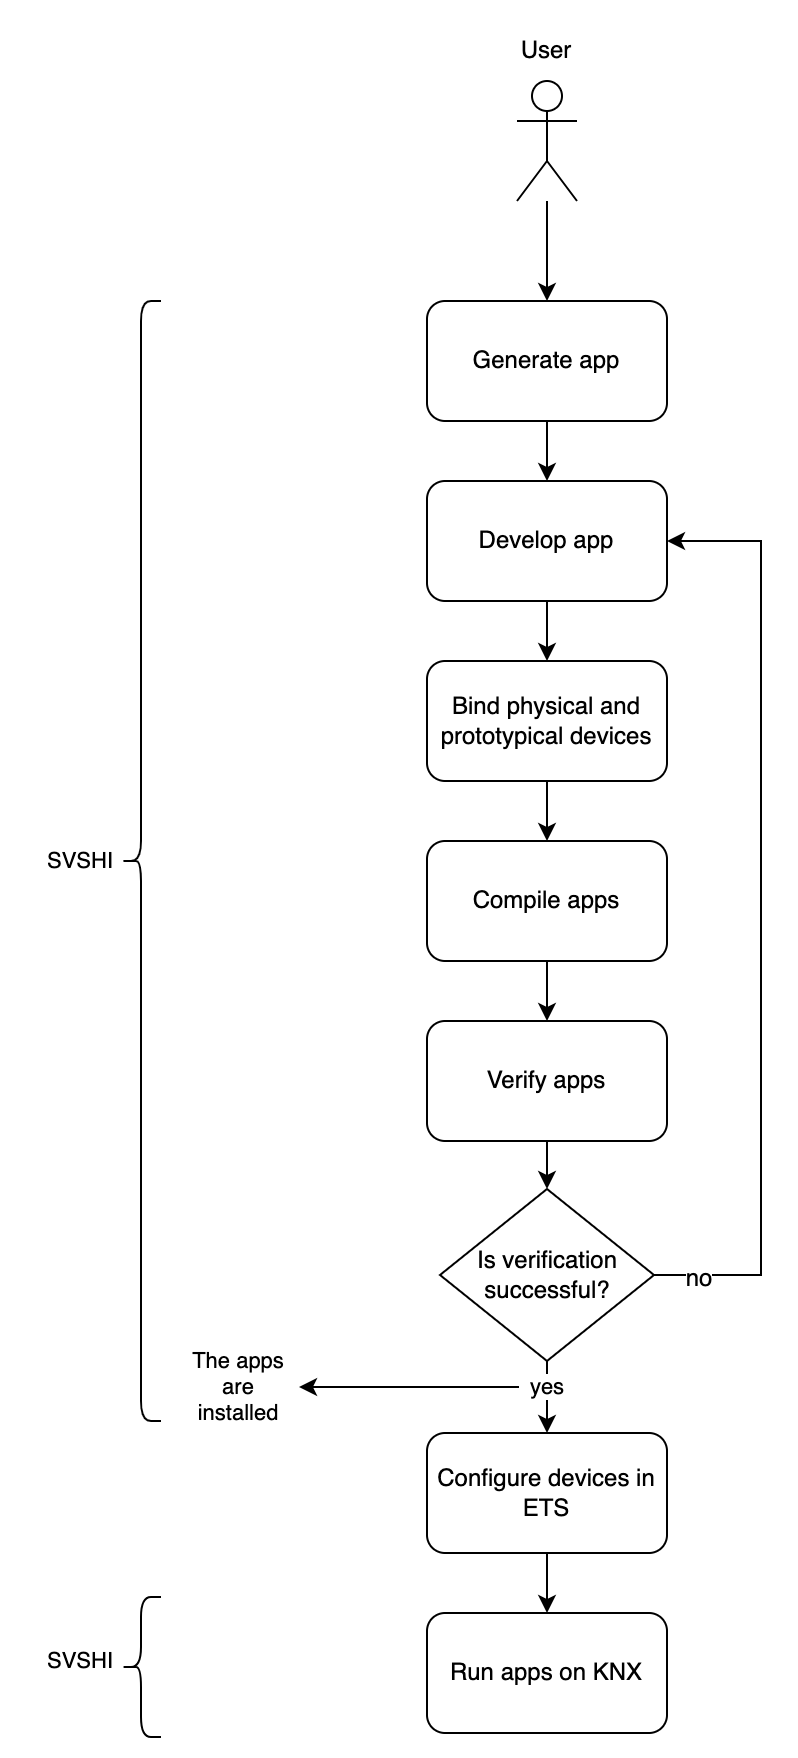 User
Generate app
Develop app
Bind physical and
prototypical devices
SVSHI
Compile apps
Verify apps
Is verification
successful?
no
The apps
are
installed
yes
Configure devices in
ETS
SVSHI
Run apps on KNX